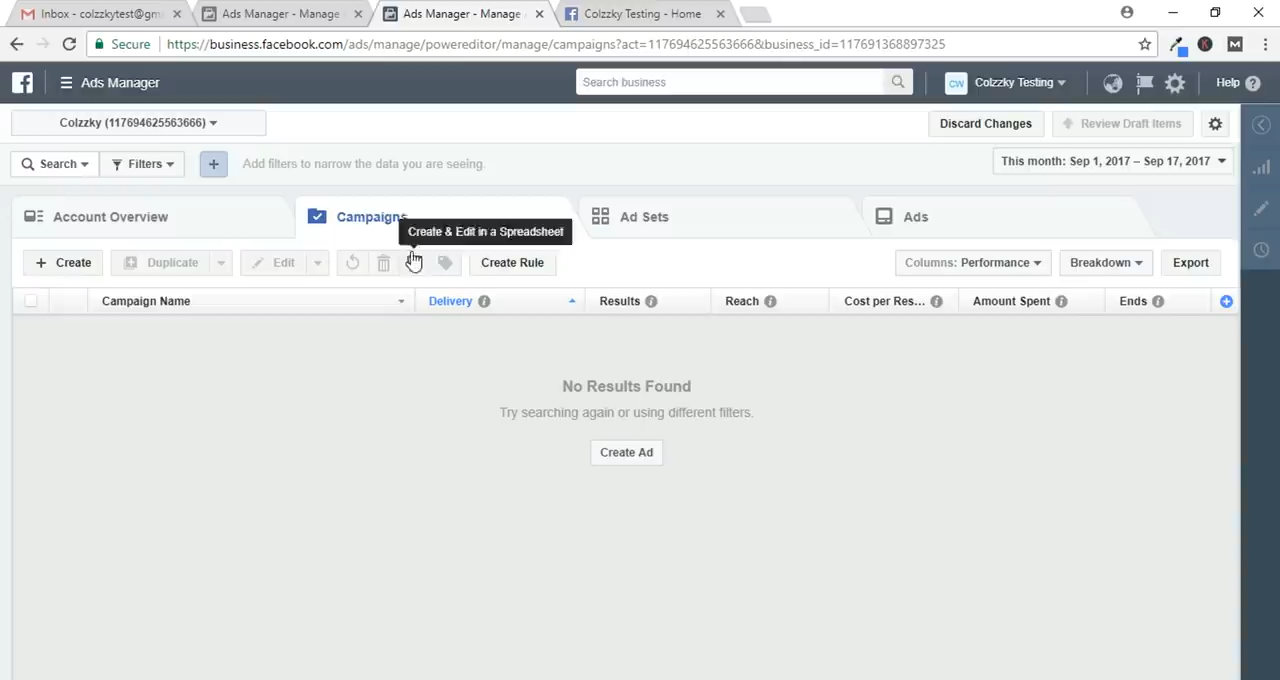 Inbox - colzzkytest@gm
Ads Manager - Manage
Ads Manager - Manage
Colzzky Testing - Home
Secure
https://business.facebook.com/ads/manage/powereditor/manage/campaigns?act=117694625563666&business_id=117691368897325
Ads Manager
Search business
CW
Colzzky Testing
Help
Colzzky (117694625563666)
Discard Changes
Review Draft Items
Search
Filters
Add filters to narrow the data you are seeing.
This month: Sep 1, 2017 – Sep 17, 2017
Account Overview
Campaigns
Ad Sets
Ads
Create & Edit in a Spreadsheet
+ Create
Duplicate
Edit
Create Rule
Columns: Performance
Breakdown
Export
Campaign Name
Delivery
Results
Reach
Cost per Res...
Amount Spent
Ends
No Results Found
Try searching again or using different filters.
Create Ad